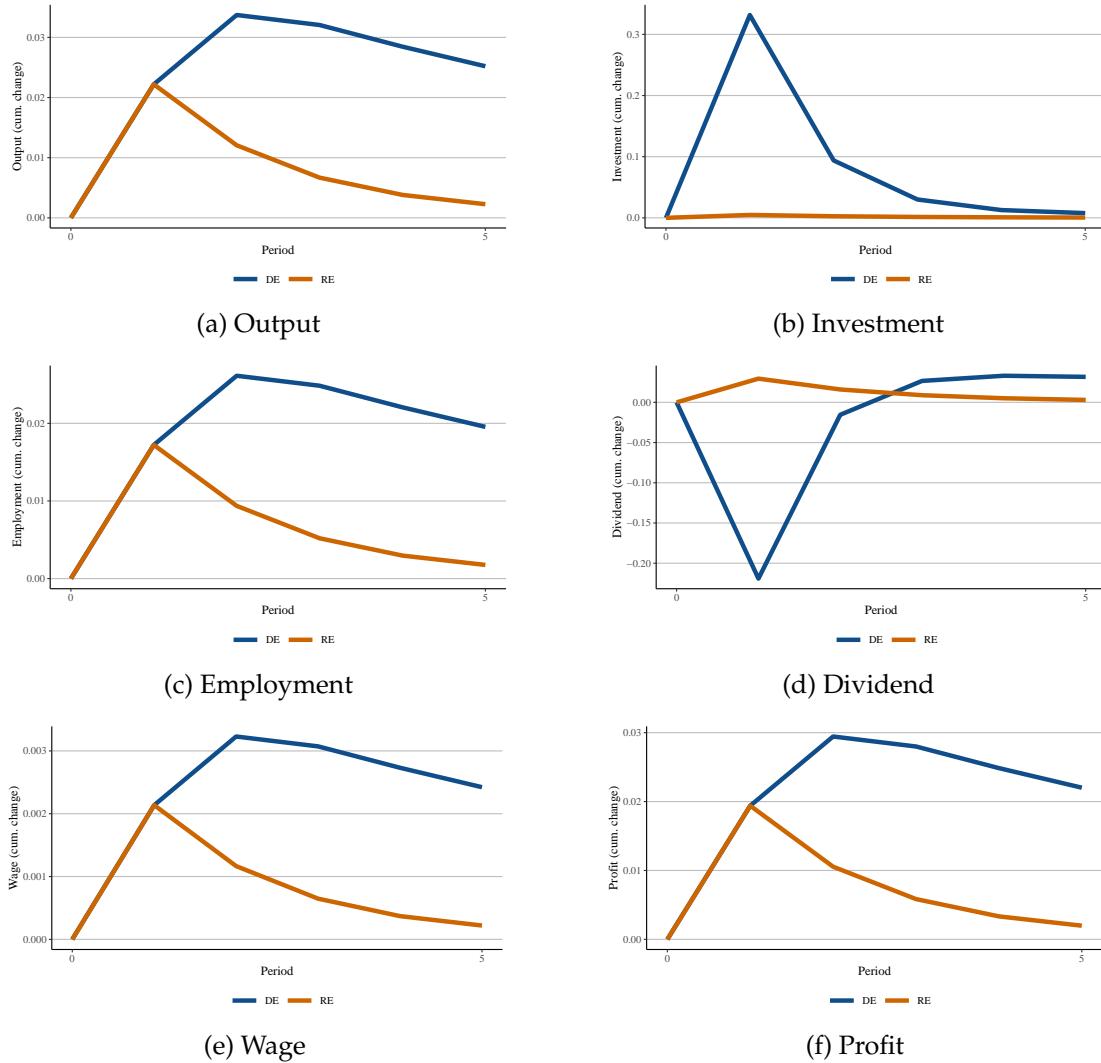 Output (cum. change)
0.03
0.02
0.01
0.00
0
5
Period
DE RE
(a) Output
Investment (cum. change)
0.3
0.2
0.1
0.0
0
5
Period
DE RE
(b) Investment
Employment (cum. change)
0.02
0.01
0.00
0
5
Period
DE RE
(c) Employment
Dividend (cum. change)
0.00
−0.05
−0.10
−0.15
−0.20
0
5
Period
DE RE
(d) Dividend
Wage (cum. change)
0.003
0.002
0.001
0.000
0
5
Period
DE RE
(e) Wage
Profit (cum. change)
0.03
0.02
0.01
0.00
0
5
Period
DE RE
(f) Profit